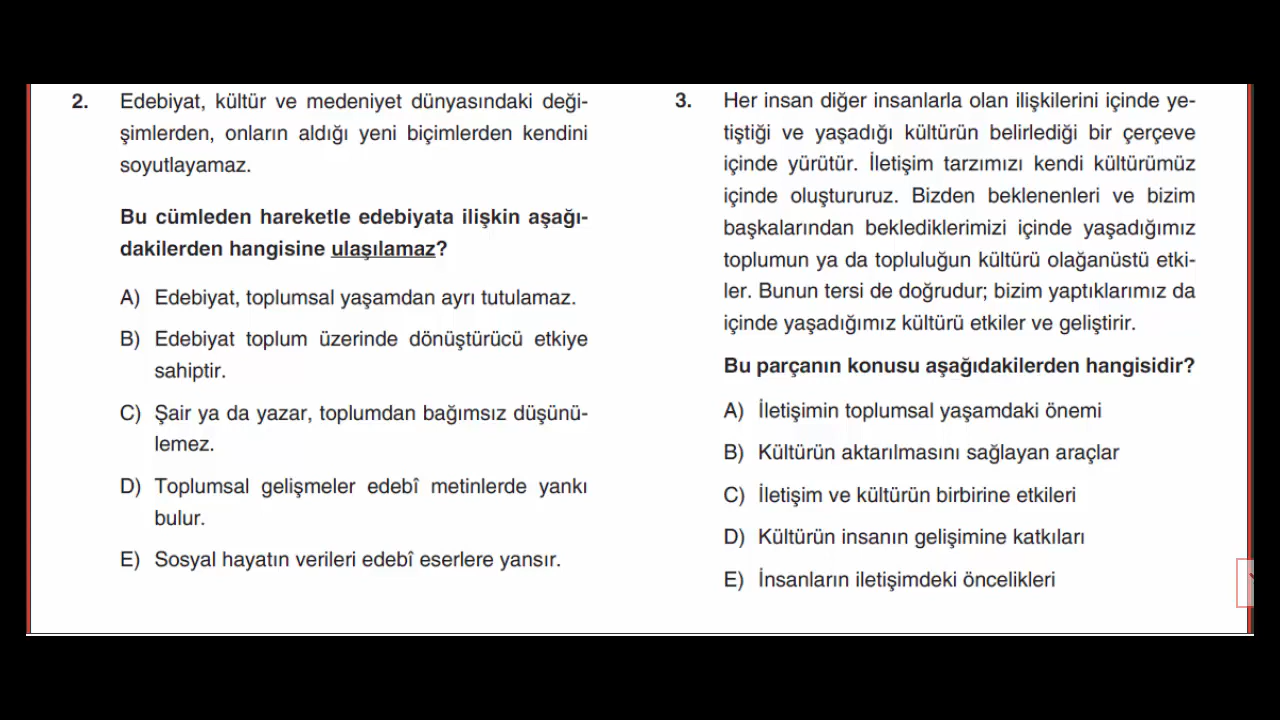 2. Edebiyat, kültür ve medeniyet dünyasındaki deği-
şimlerden, onların aldığı yeni biçimlerden kendini
soyutlayamaz.
Bu cümleden hareketle edebiyata ilişkin aşağı-
dakilerden hangisine ulaşılamaz?
A) Edebiyat, toplumsal yaşamdan ayrı tutulamaz.
B) Edebiyat toplum üzerinde dönüştürücü etkiye
sahiptir.
C) Şair ya da yazar, toplumdan bağımsız düşünü-
lemez.
D) Toplumsal gelişmeler edebî metinlerde yankı
bulur.
E) Sosyal hayatın verileri edebî eserlere yansır.
3. Her insan diğer insanlarla olan ilişkilerini içinde ye-
tiştiği ve yaşadığı kültürün belirlediği bir çerçeve
içinde yürütür. İletişim tarzımızı kendi kültürümüz
içinde oluştururuz. Bizden beklenenleri ve bizim
başkalarından beklediklerimizi içinde yaşadığımız
toplumun ya da topluluğun kültürü olağanüstü etki-
ler. Bunun tersi de doğrudur; bizim yaptıklarımız da
içinde yaşadığımız kültürü etkiler ve geliştirir.
Bu parçanın konusu aşağıdakilerden hangisidir?
A) İletişimin toplumsal yaşamdaki önemi
B) Kültürün aktarılmasını sağlayan araçlar
C) İletişim ve kültürün birbirine etkileri
D) Kültürün insanın gelişimine katkıları
E) İnsanların iletişimdeki öncelikleri